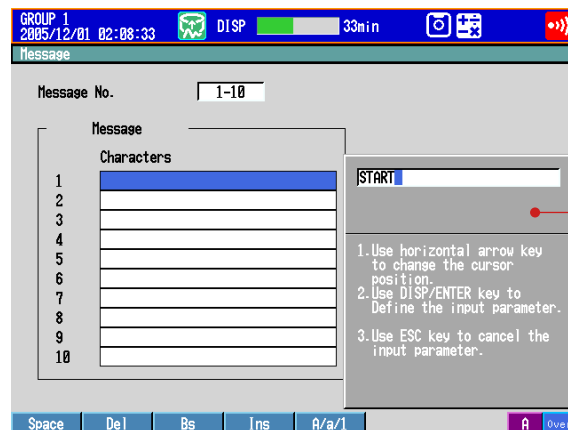 GROUP 1
2005/12/01 02:08:33
DISP
33min
Message
Message No.
1-10
Message
Characters
1
2
3
4
5
6
7
8
9
10
START
1.Use horizontal arrow key
to change the cursor
position.
2.Use DISP/ENTER key to
Define the input parameter.
3.Use ESC key to cancel the
input parameter.
Space
Del
Bs
Ins
A/a/1
A
Over